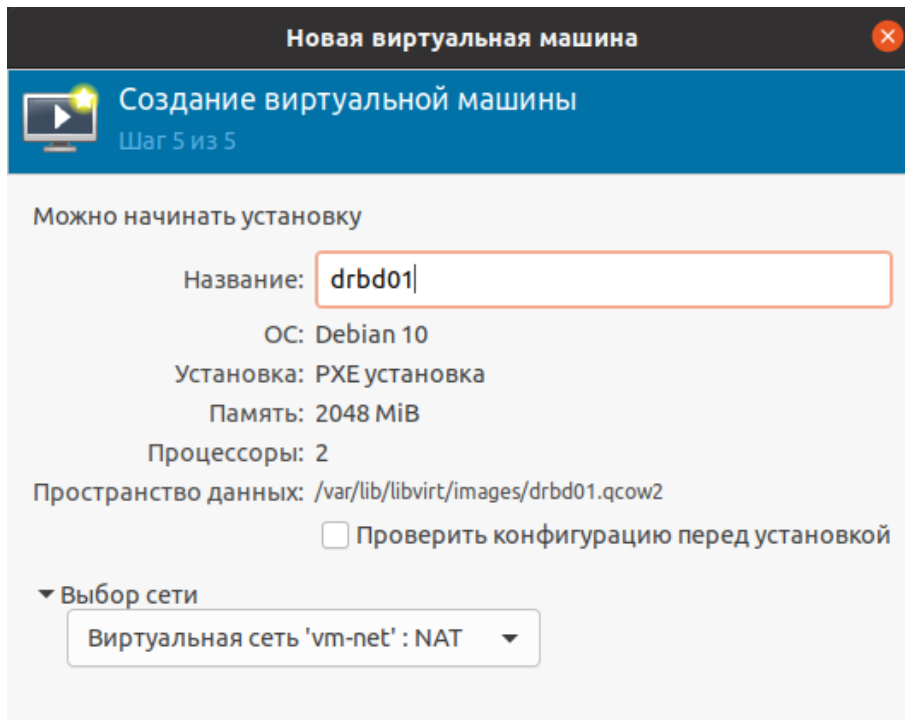 Новая виртуальная машина
Создание виртуальной машины
Шаг 5 из 5
Можно начинать установку
Название: drbd01
ОС: Debian 10
Установка: PXE установка
Память: 2048 MiB
Процессоры: 2
Пространство данных: /var/lib/libvirt/images/drbd01.qcow2
Проверить конфигурацию перед установкой
Выбор сети
Виртуальная сеть 'vm-net' : NAT